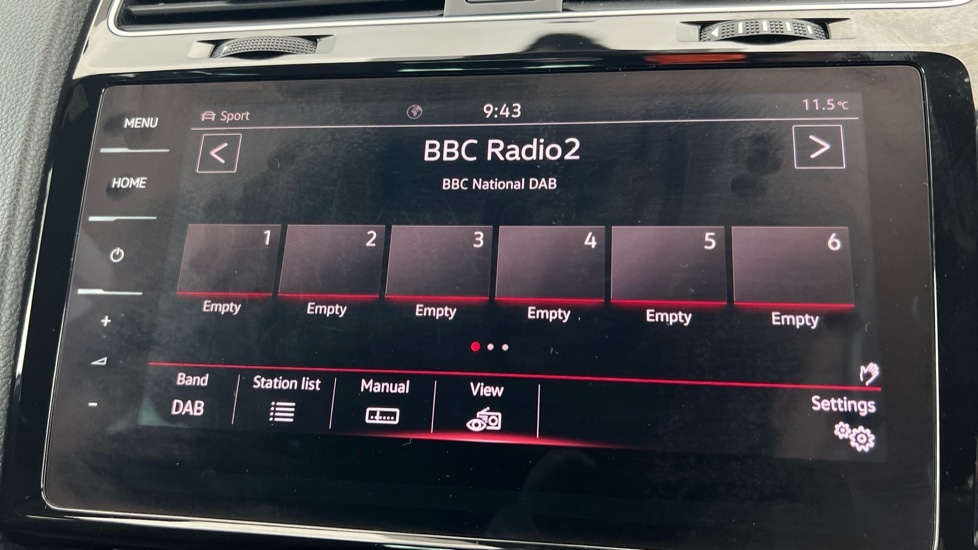 MENU
HOME
+
-
Sport 9:43 11.5°C
< BBC Radio2 >
BBC National DAB
1 2 3 4 5 6
Empty Empty Empty Empty Empty Empty
Band Station list Manual View Settings
DAB